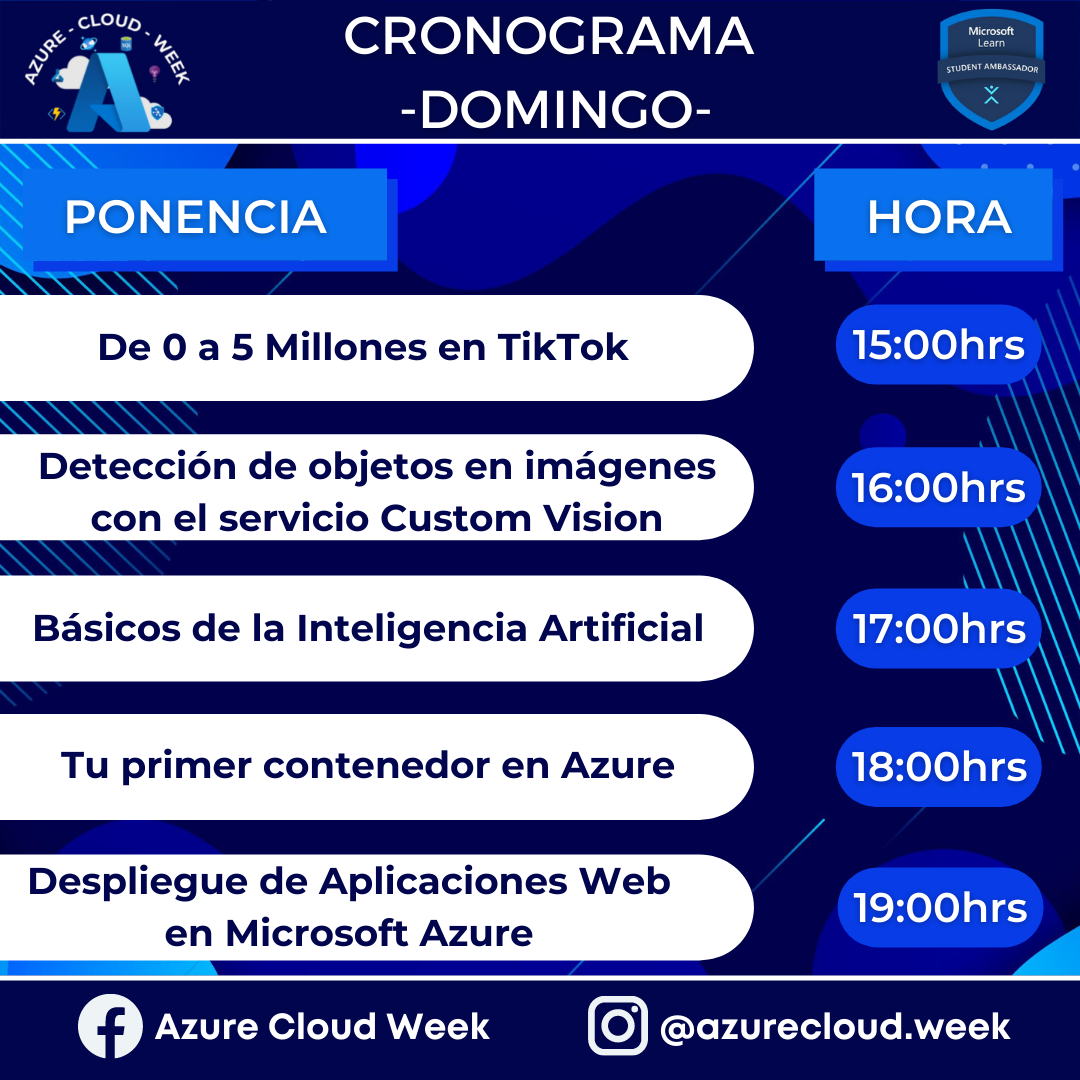 AZURE - CLOUD - WEEK
CRONOGRAMA
-DOMINGO-
Microsoft
Learn
STUDENT AMBASSADOR
PONENCIA
HORA
De 0 a 5 Millones en TikTok
15:00hrs
Detección de objetos en imágenes
con el servicio Custom Vision
16:00hrs
Básicos de la Inteligencia Artificial
17:00hrs
Tu primer contenedor en Azure
18:00hrs
Despliegue de Aplicaciones Web
en Microsoft Azure
19:00hrs
Azure Cloud Week
@azurecloud.week